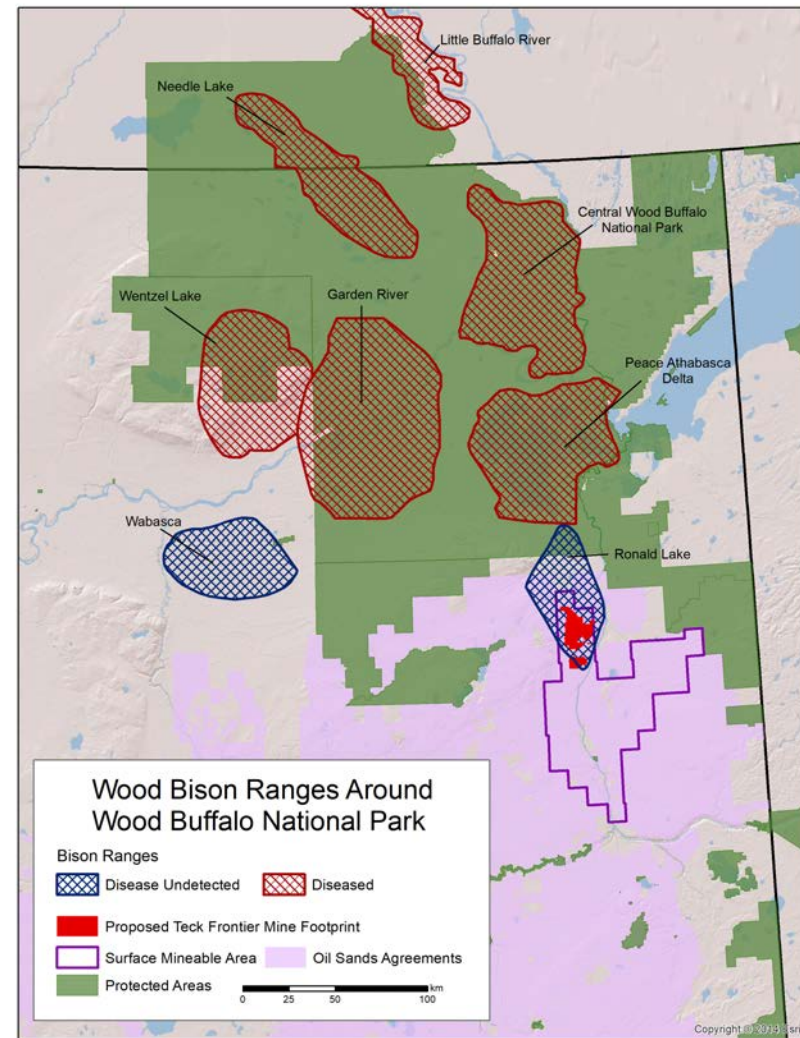 Little Buffalo River
Needle Lake
Central Wood Buffalo
National Park
Wentzel Lake
Garden River
Peace Athabasca
Delta
Wabasca
Ronald Lake
Wood Bison Ranges Around
Wood Buffalo National Park
Bison Ranges
Disease Undetected
Diseased
Proposed Teck Frontier Mine Footprint
Surface Mineable Area
Oil Sands Agreements
Protected Areas
km
0 25 50 100
Copyright © 2014